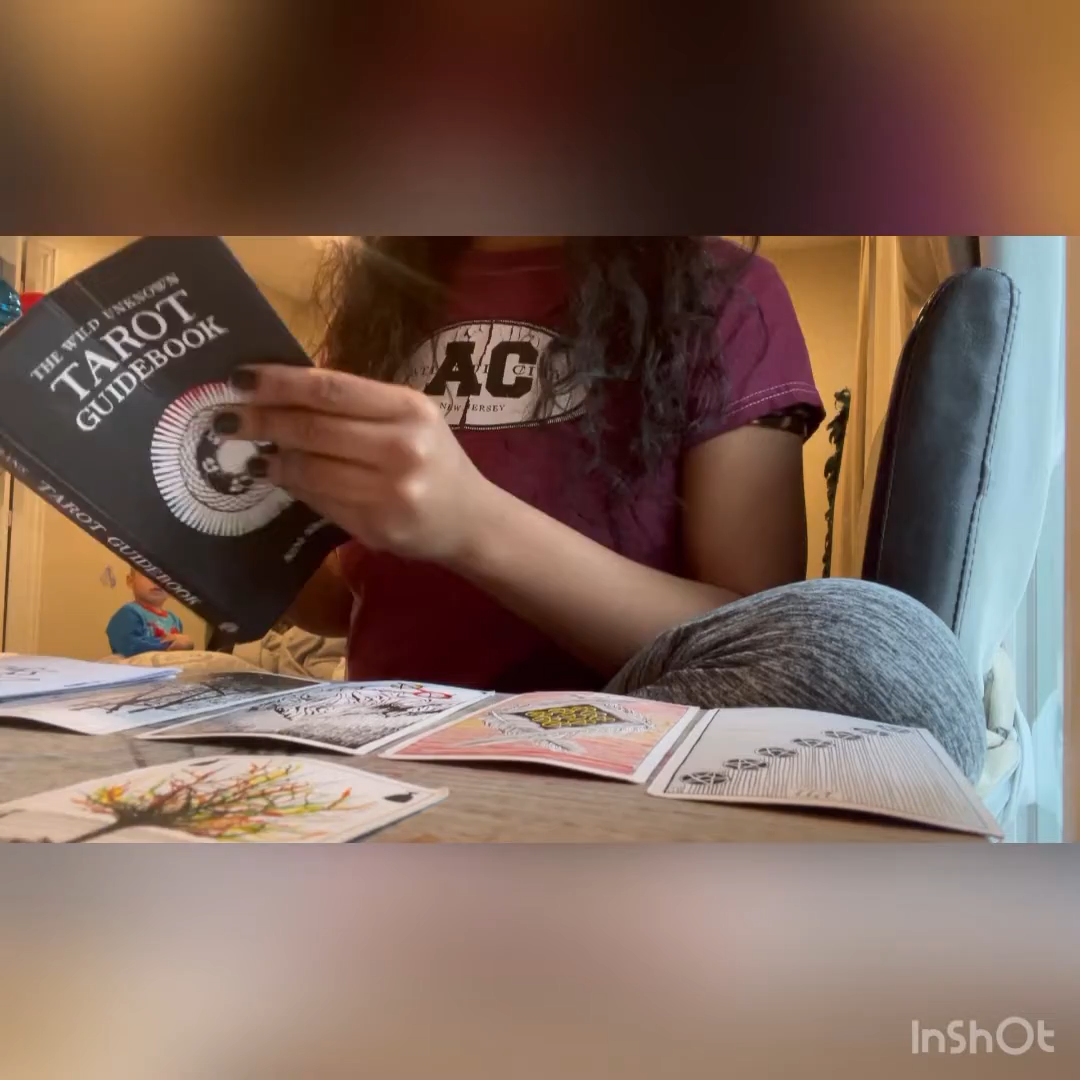 THE WILD UNKNOWN
TAROT
GUIDEBOOK
TAROT GUIDEBOOK
AC
NEW JERSEY
InShOt